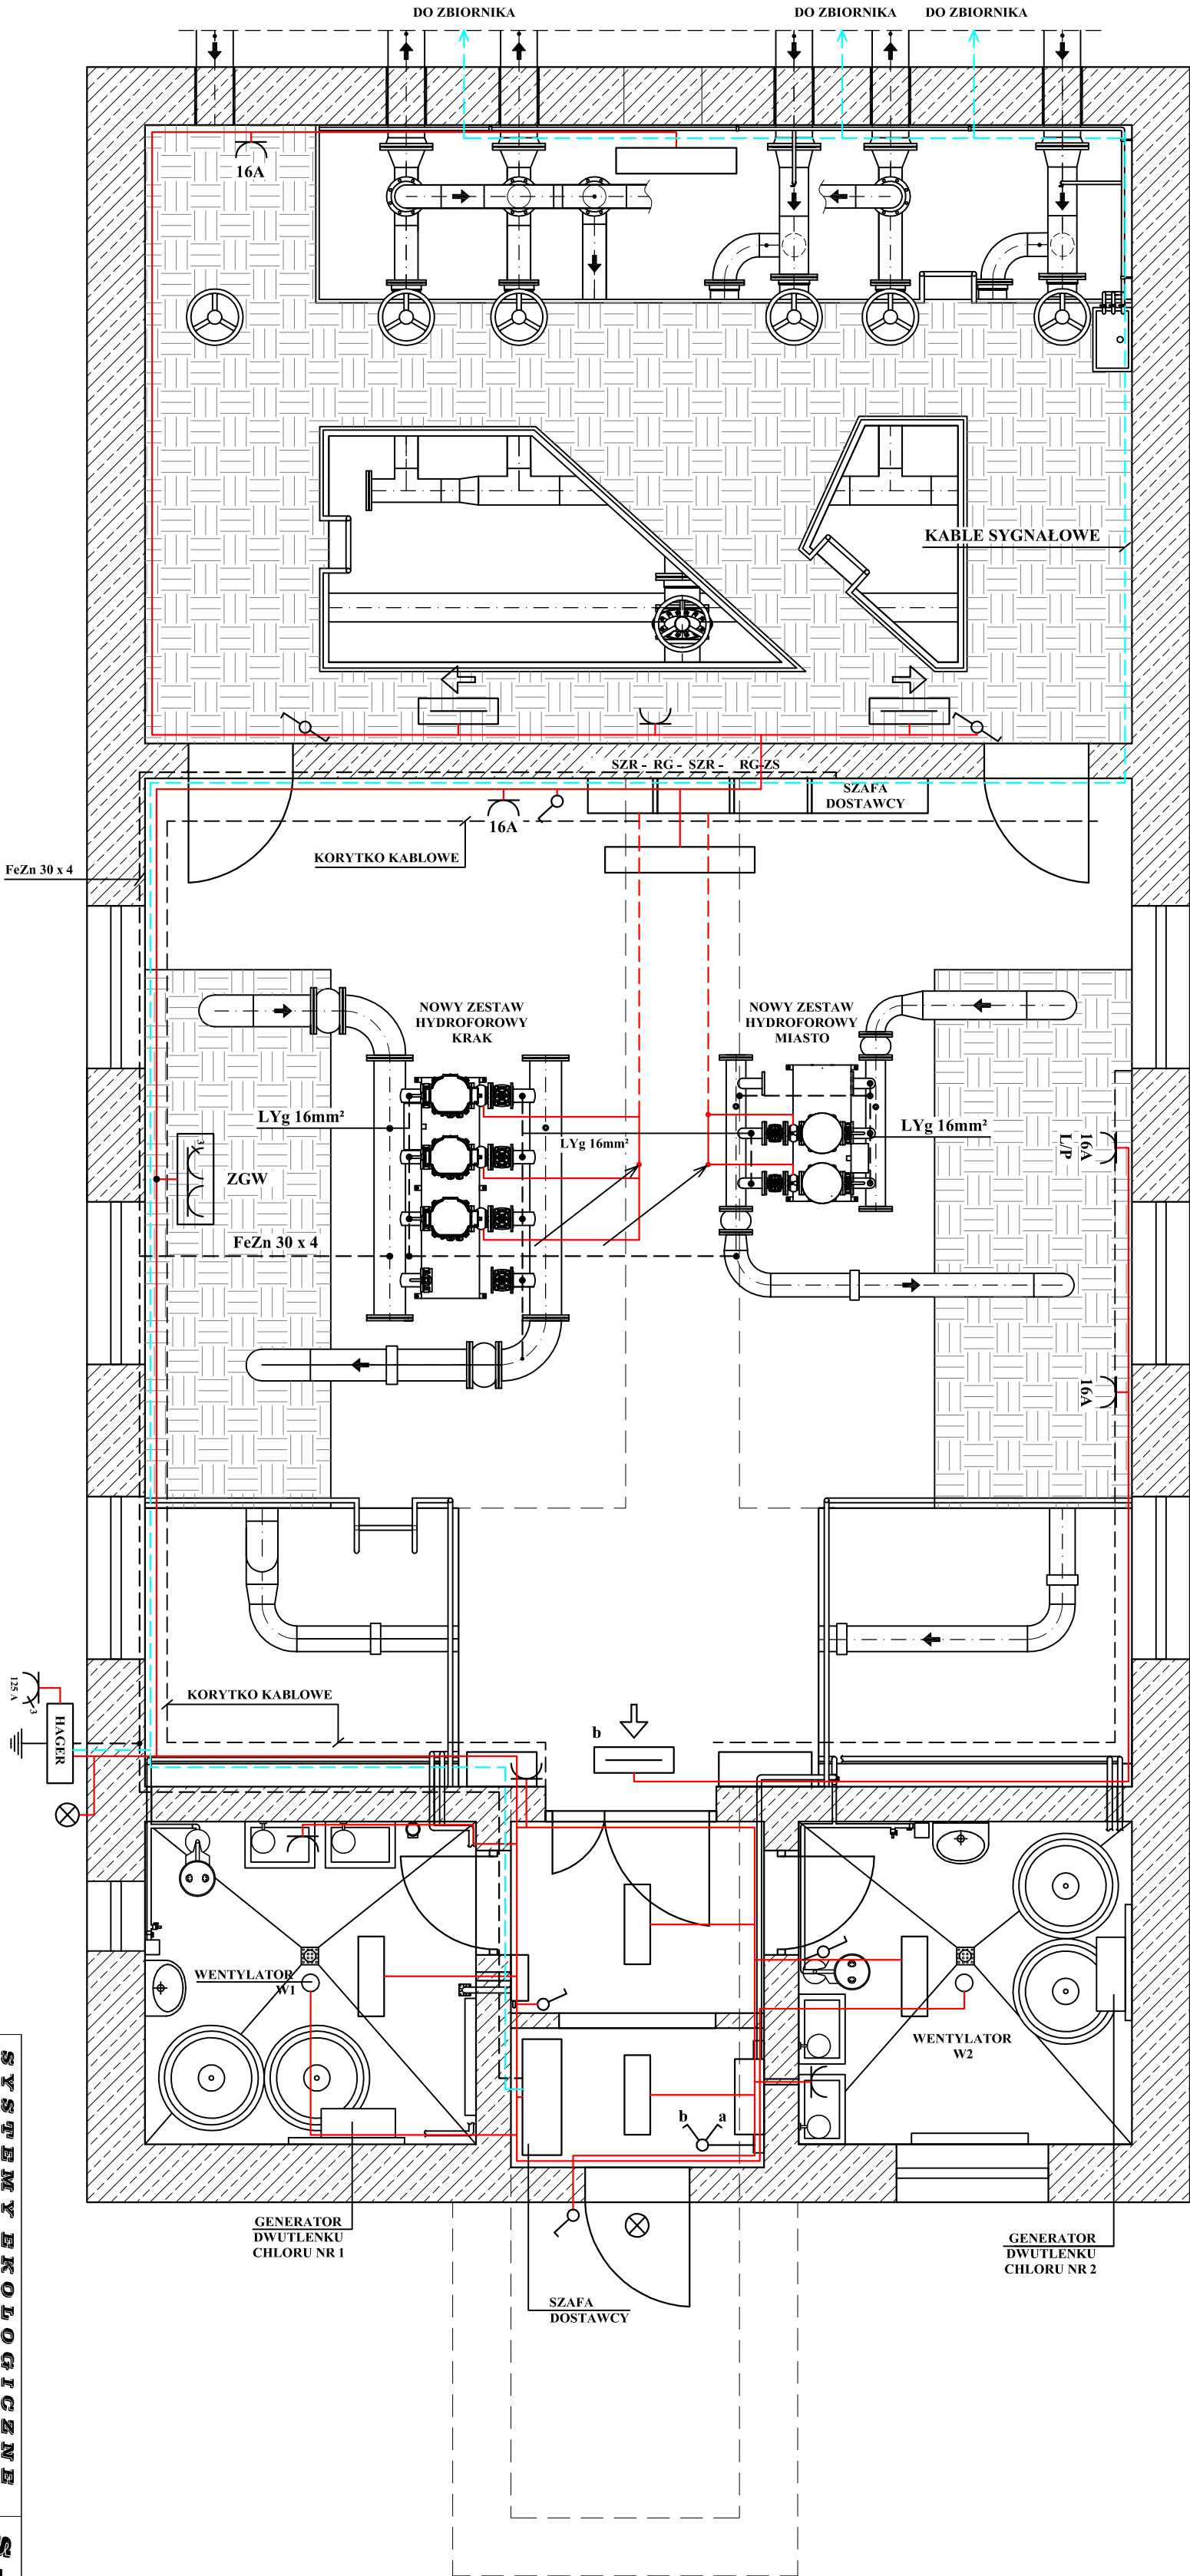 DO ZBIORNIKA
DO ZBIORNIKA
DO ZBIORNIKA
16A
KABLE SYGNAŁOWE
SZR - RG - SZR - RG-ZS
SZAFA
DOSTAWCY
16A
KORYTKO KABLOWE
FeZn 30 x 4
NOWY ZESTAW
HYDROFOROWY
KRAK
NOWY ZESTAW
HYDROFOROWY
MIASTO
LYg 16mm²
LYg 16mm²
LYg 16mm²
16A
L/P
3
ZGW
FeZn 30 x 4
16A
KORYTKO KABLOWE
b
125 A
3
HAGER
WENTYLATOR
W1
WENTYLATOR
W2
b a
GENERATOR
DWUTLENKU
CHLORU NR 1
GENERATOR
DWUTLENKU
CHLORU NR 2
SZAFA
DOSTAWCY
SYSTEMY EKOLOGICZNE